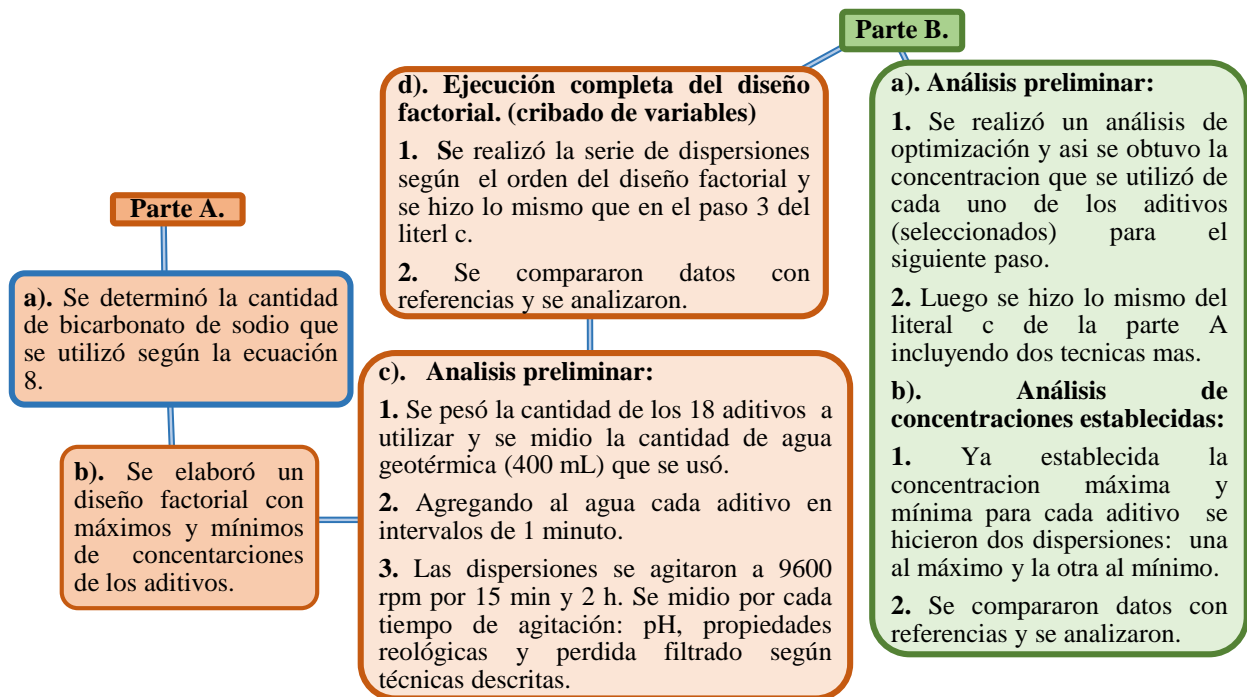 Parte A.
a). Se determinó la cantidad
de bicarbonato de sodio que
se utilizó según la ecuación
8.
b). Se elaboró un
diseño factorial con
máximos y mínimos
de concentarciones
de los aditivos.
c). Analisis preliminar:
1. Se pesó la cantidad de los 18 aditivos a
utilizar y se midio la cantidad de agua
geotérmica (400 mL) que se usó.
2. Agregando al agua cada aditivo en
intervalos de 1 minuto.
3. Las dispersiones se agitaron a 9600
rpm por 15 min y 2 h. Se midio por cada
tiempo de agitación: pH, propiedades
reológicas y perdida filtrado según
técnicas descritas.
d). Ejecución completa del diseño
factorial. (cribado de variables)
1. Se realizó la serie de dispersiones
según el orden del diseño factorial y
se hizo lo mismo que en el paso 3 del
literl c.
2. Se compararon datos con
referencias y se analizaron.
Parte B.
a). Análisis preliminar:
1. Se realizó un análisis de
optimización y asi se obtuvo la
concentracion que se utilizó de
cada uno de los aditivos
(seleccionados) para el
siguiente paso.
2. Luego se hizo lo mismo del
literal c de la parte A
incluyendo dos tecnicas mas.
b). Análisis de
concentraciones establecidas:
1. Ya establecida la
concentracion máxima y
mínima para cada aditivo se
hicieron dos dispersiones: una
al máximo y la otra al mínimo.
2. Se compararon datos con
referencias y se analizaron.